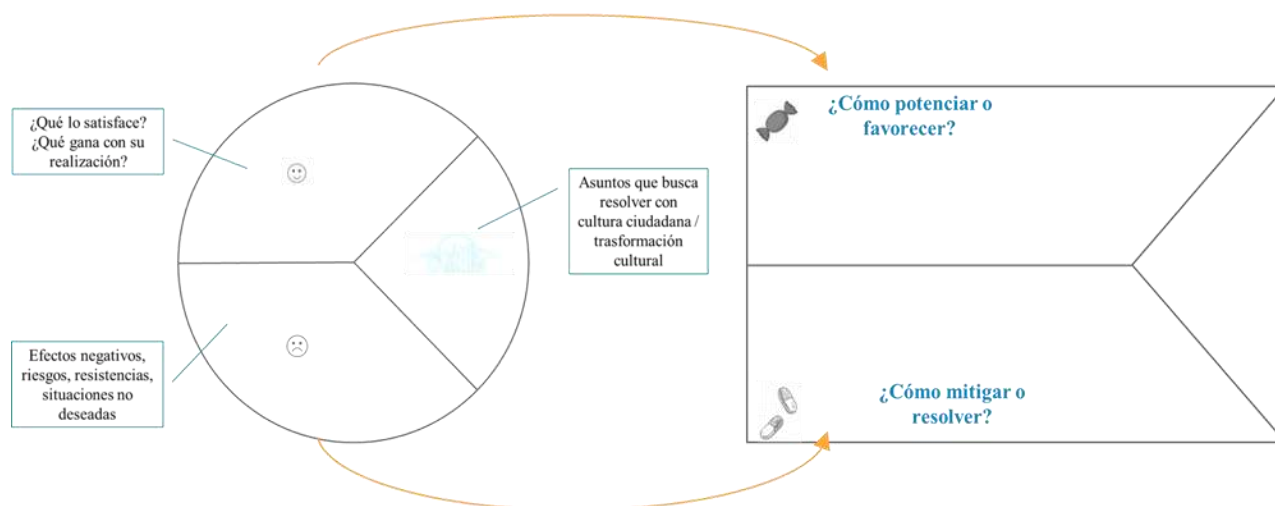 ¿Qué lo satisface?
¿Qué gana con su
realización?
Efectos negativos,
riesgos, resistencias,
situaciones no
deseadas
Asuntos que busca
resolver con
cultura ciudadana /
trasformación
cultural
¿Cómo potenciar o
favorecer?
¿Cómo mitigar o
resolver?